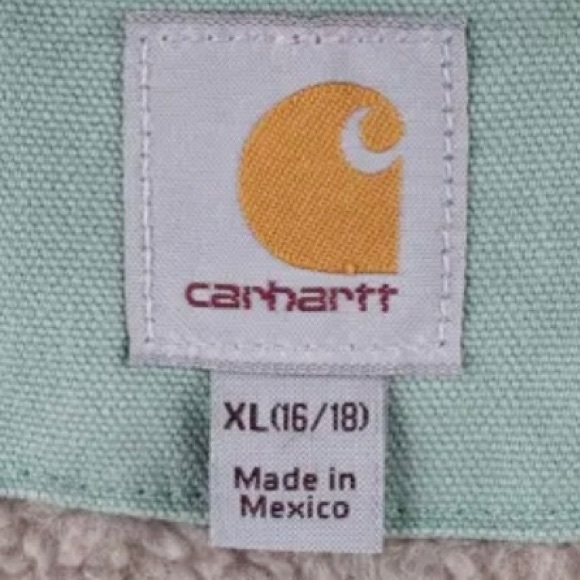 carhartt
XL(16/18)
Made in
Mexico